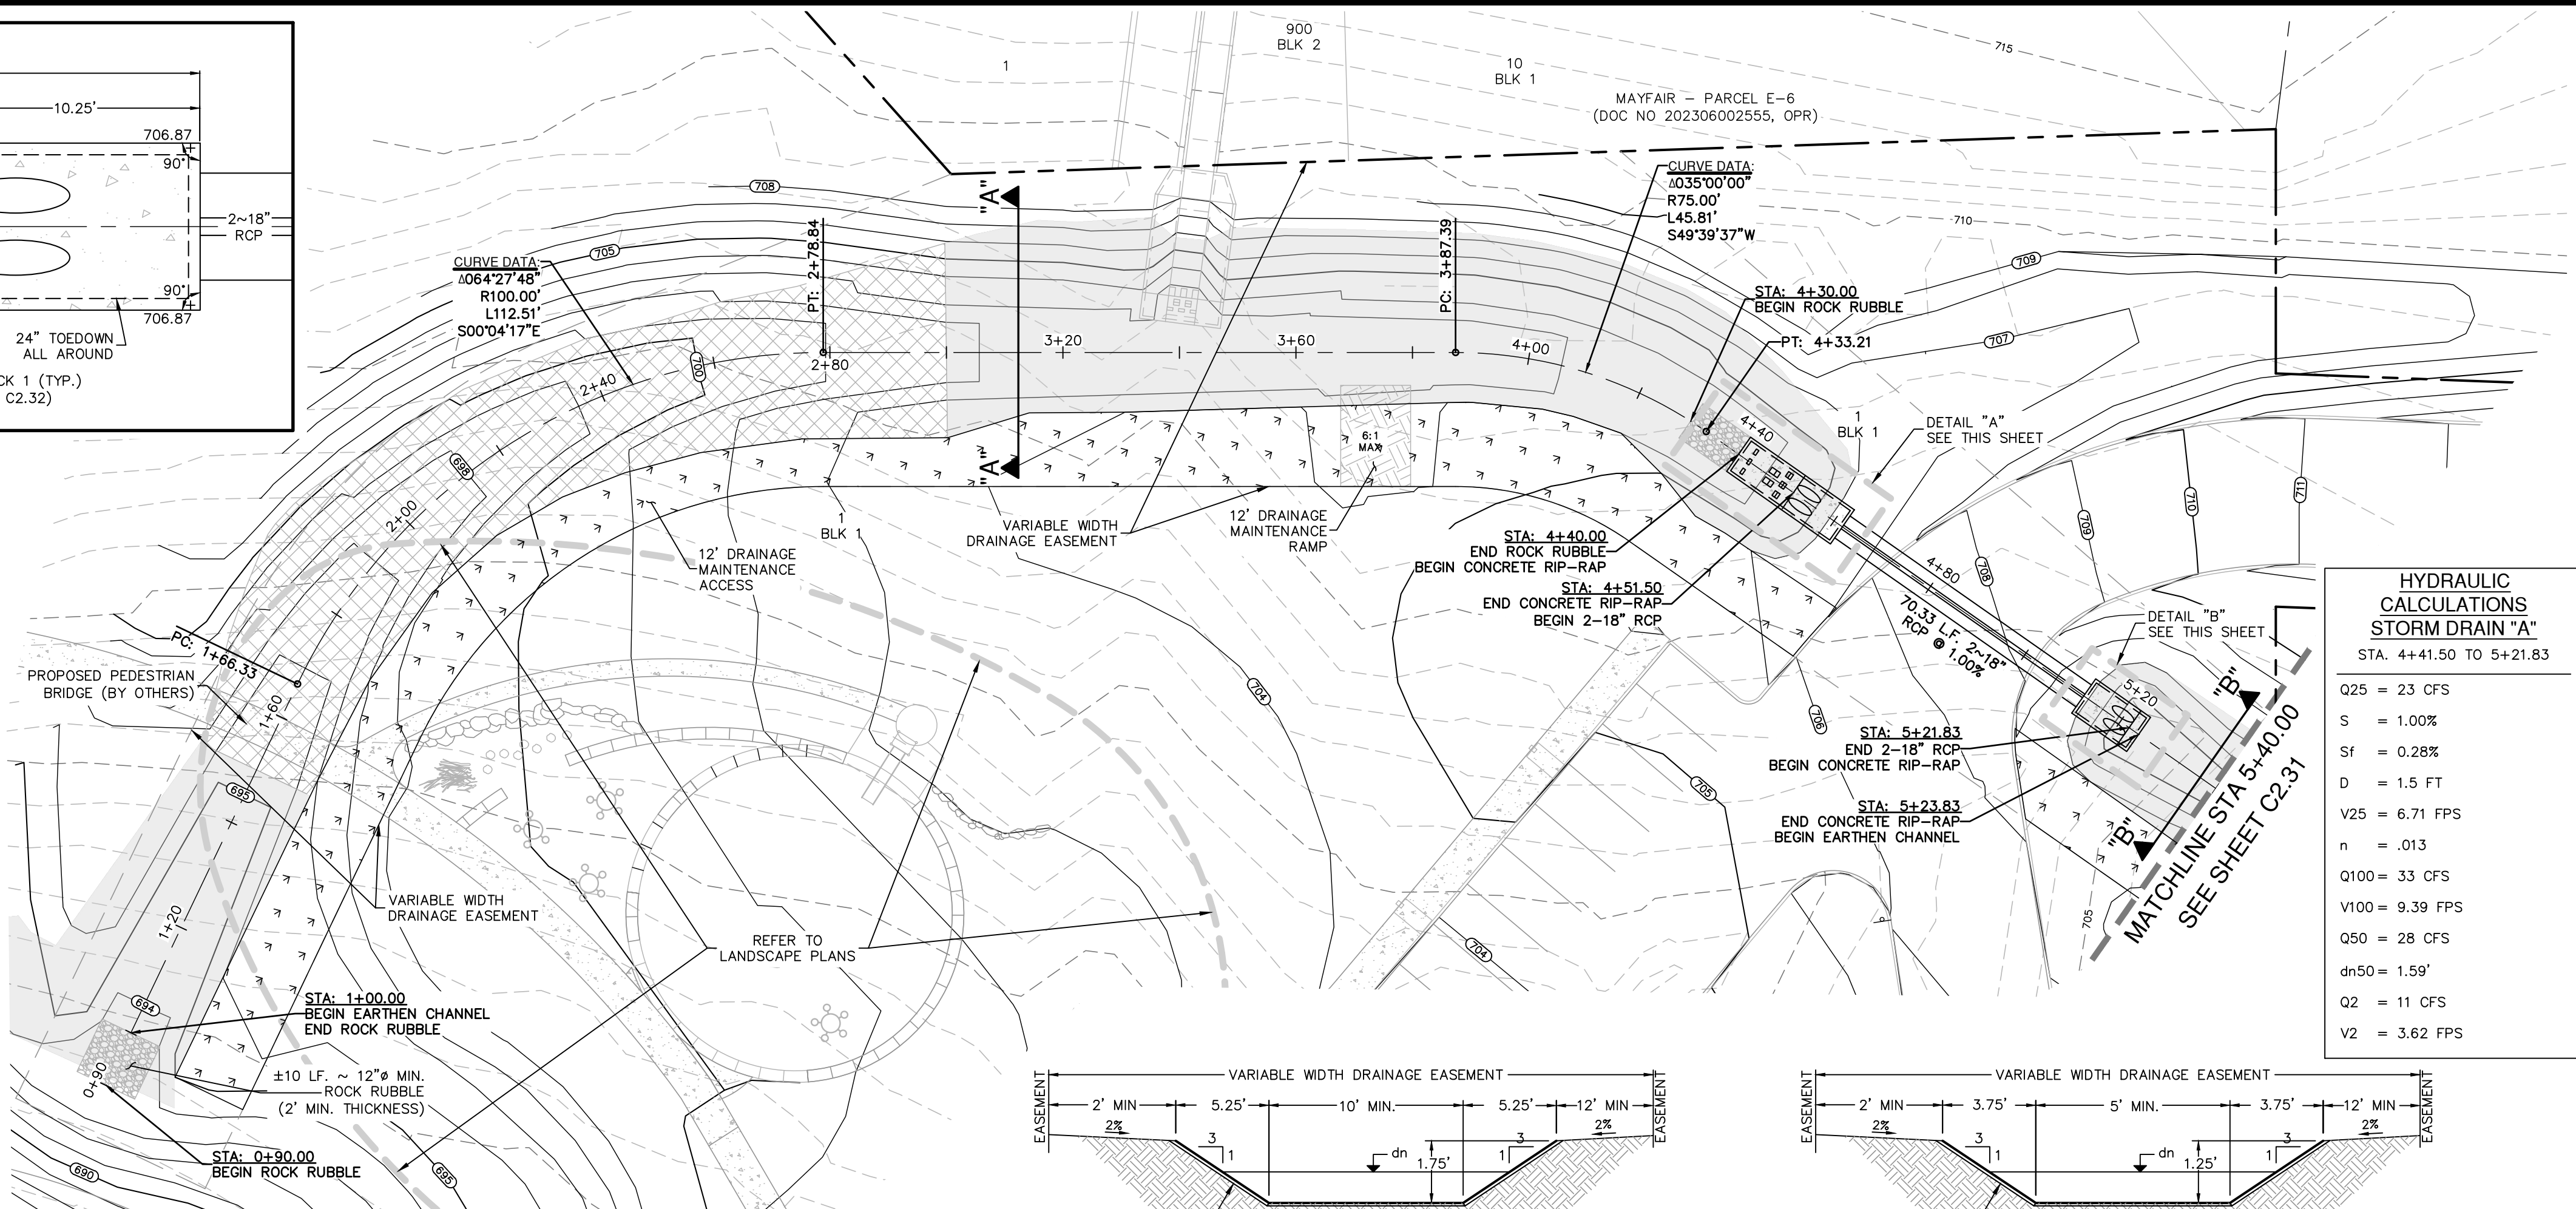 10.25'
706.87
90°
2~18"
RCP
90°
706.87
24" TOEDOWN
ALL AROUND
CK 1 (TYP.)
C2.32)
1
900
BLK 2
10
BLK 1
MAYFAIR – PARCEL E-6
(DOC NO 202306002555, OPR)
715
708
705
"A"
PT: 2+78.84
PC: 3+87.39
CURVE DATA:
Δ064°27'48"
R100.00'
L112.51'
S00°04'17"E
CURVE DATA:
Δ035°00'00"
R75.00'
L45.81'
S49°39'37"W
710
709
707
STA: 4+30.00
BEGIN ROCK RUBBLE
PT: 4+33.21
700
2+40
2+80
3+20
3+60
4+00
4+40
698
2+00
"A"
6:1
MAX
1
BLK 1
1
BLK 1
DETAIL "A"
SEE THIS SHEET
12' DRAINAGE
MAINTENANCE
ACCESS
VARIABLE WIDTH
DRAINAGE EASEMENT
12' DRAINAGE
MAINTENANCE
RAMP
STA: 4+40.00
END ROCK RUBBLE
BEGIN CONCRETE RIP-RAP
STA: 4+51.50
END CONCRETE RIP-RAP
BEGIN 2-18" RCP
4+80
70.33 L.F. 2~18"
RCP @ 1.00%
708
709
710
711
DETAIL "B"
SEE THIS SHEET
PC: 1+66.33
PROPOSED PEDESTRIAN
BRIDGE (BY OTHERS)
1+60
695
704
706
705
704
705
5+20
STA: 5+21.83
END 2-18" RCP
BEGIN CONCRETE RIP-RAP
STA: 5+23.83
END CONCRETE RIP-RAP
BEGIN EARTHEN CHANNEL
"B"
"B"
MATCHLINE STA 5+40.00
SEE SHEET C2.31
HYDRAULIC
CALCULATIONS
STORM DRAIN "A"
STA. 4+41.50 TO 5+21.83
Q25 = 23 CFS
S = 1.00%
Sf = 0.28%
D = 1.5 FT
V25 = 6.71 FPS
n = .013
Q100 = 33 CFS
V100 = 9.39 FPS
Q50 = 28 CFS
dn50 = 1.59'
Q2 = 11 CFS
V2 = 3.62 FPS
1+20
VARIABLE WIDTH
DRAINAGE EASEMENT
REFER TO
LANDSCAPE PLANS
694
STA: 1+00.00
BEGIN EARTHEN CHANNEL
END ROCK RUBBLE
0+90
±10 LF. ~ 12"ø MIN.
ROCK RUBBLE
(2' MIN. THICKNESS)
STA: 0+90.00
BEGIN ROCK RUBBLE
690
695
EASEMENT
VARIABLE WIDTH DRAINAGE EASEMENT
EASEMENT
2' MIN
5.25'
10' MIN.
5.25'
12' MIN
2%
3
1
dn
1.75'
3
1
2%
EASEMENT
VARIABLE WIDTH DRAINAGE EASEMENT
EASEMENT
2' MIN
3.75'
5' MIN.
3.75'
12' MIN
2%
3
1
dn
1.25'
3
1
2%